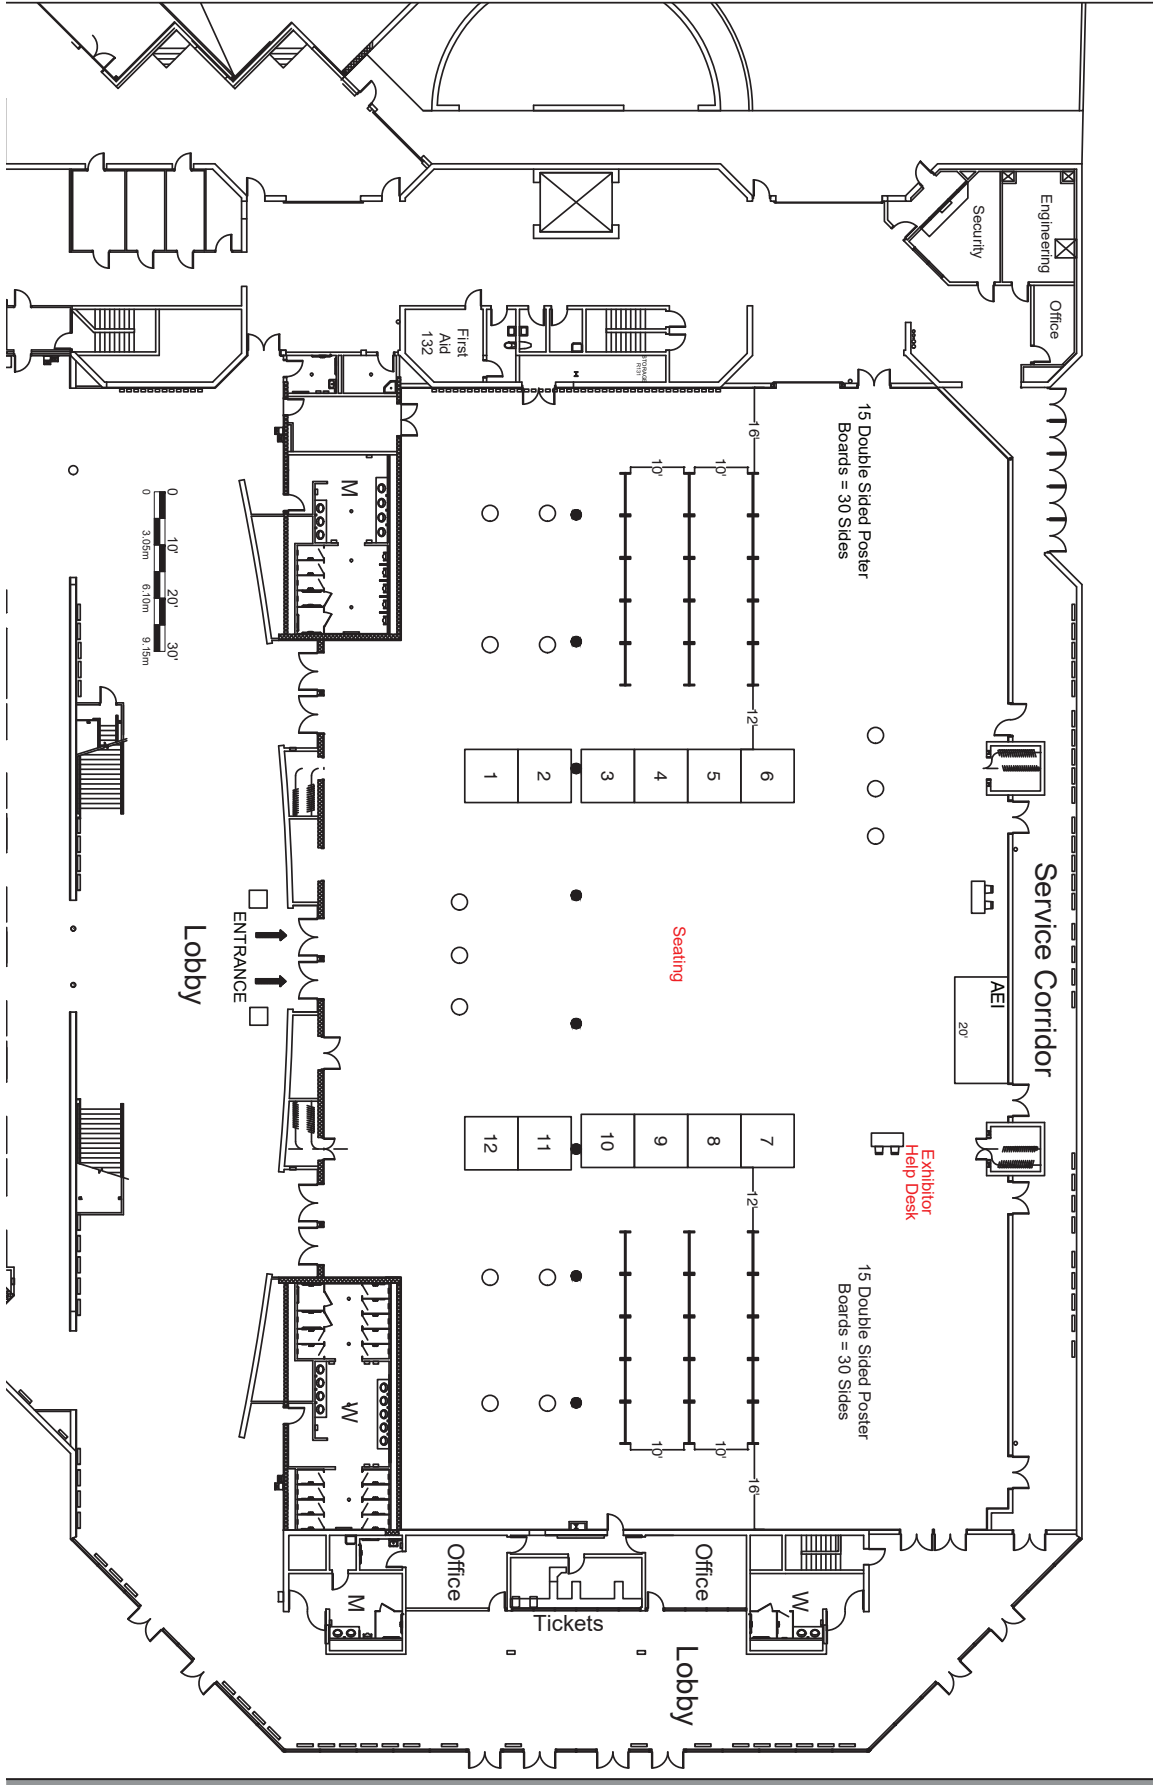 Engineering
Security
Office
First
Aid
132
STORAGE
R101
15 Double Sided Poster
Boards = 30 Sides
16'
10'
10'
M
0
10'
20'
30'
0
3.05m
6.10m
9.15m
12'
1
2
3
4
5
6
Service Corridor
ENTRANCE
Lobby
Seating
AEI
20'
12
11
10
9
8
7
Exhibitor
Help Desk
12'
15 Double Sided Poster
Boards = 30 Sides
W
10'
10'
16'
Office
Office
M
W
Tickets
Lobby